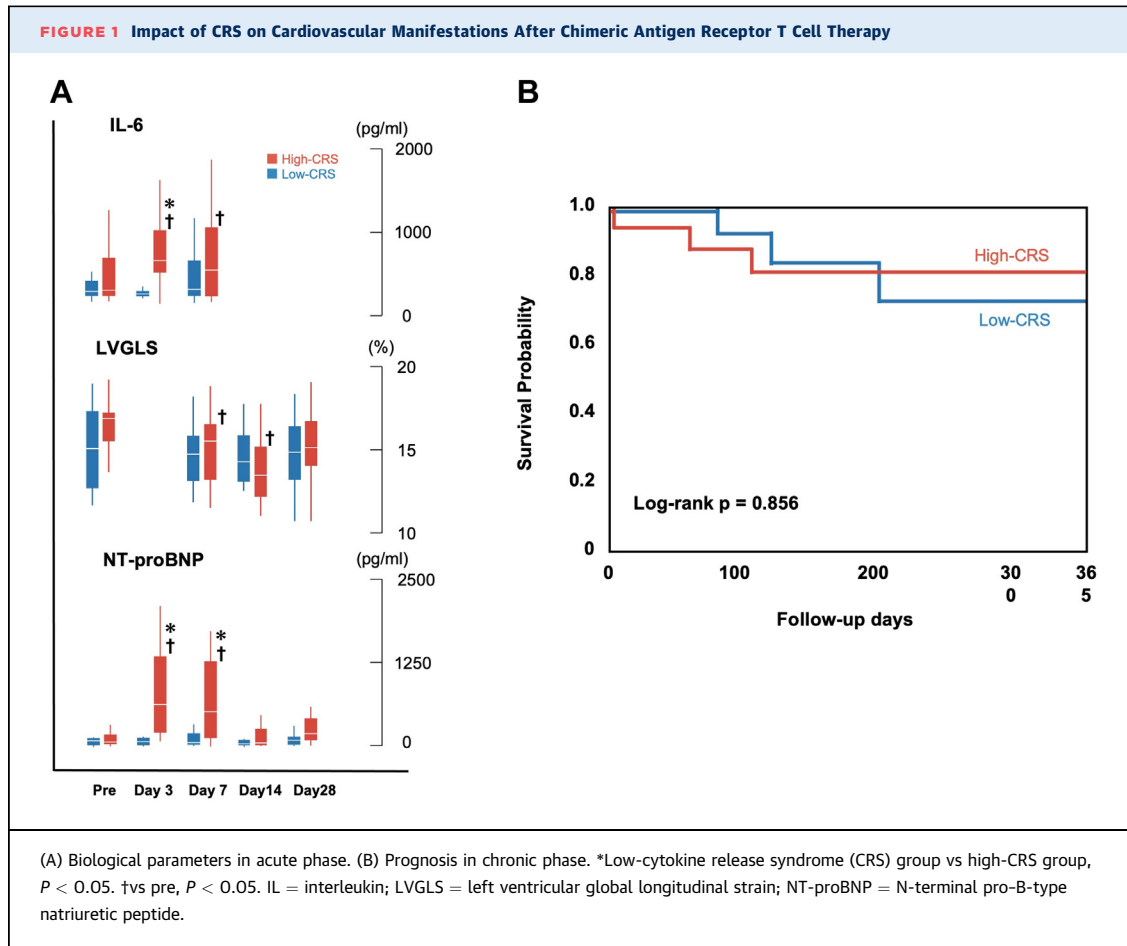 FIGURE 1 Impact of CRS on Cardiovascular Manifestations After Chimeric Antigen Receptor T Cell Therapy
A
IL-6
(pg/ml)
2000
High-CRS
Low-CRS
*
†
†
1000
0
LVGLS
(%)
20
†
†
15
10
NT-proBNP
(pg/ml)
2500
*
†
*
†
1250
0
Pre Day 3 Day 7 Day14 Day28
B
1.0
0.8
0.6
0.4
0.2
0
Survival Probability
High-CRS
Low-CRS
Log-rank p = 0.856
0 100 200 30 36
0 5
Follow-up days
(A) Biological parameters in acute phase. (B) Prognosis in chronic phase. *Low-cytokine release syndrome (CRS) group vs high-CRS group,
P < 0.05. †vs pre, P < 0.05. IL = interleukin; LVGLS = left ventricular global longitudinal strain; NT-proBNP = N-terminal pro–B-type
natriuretic peptide.